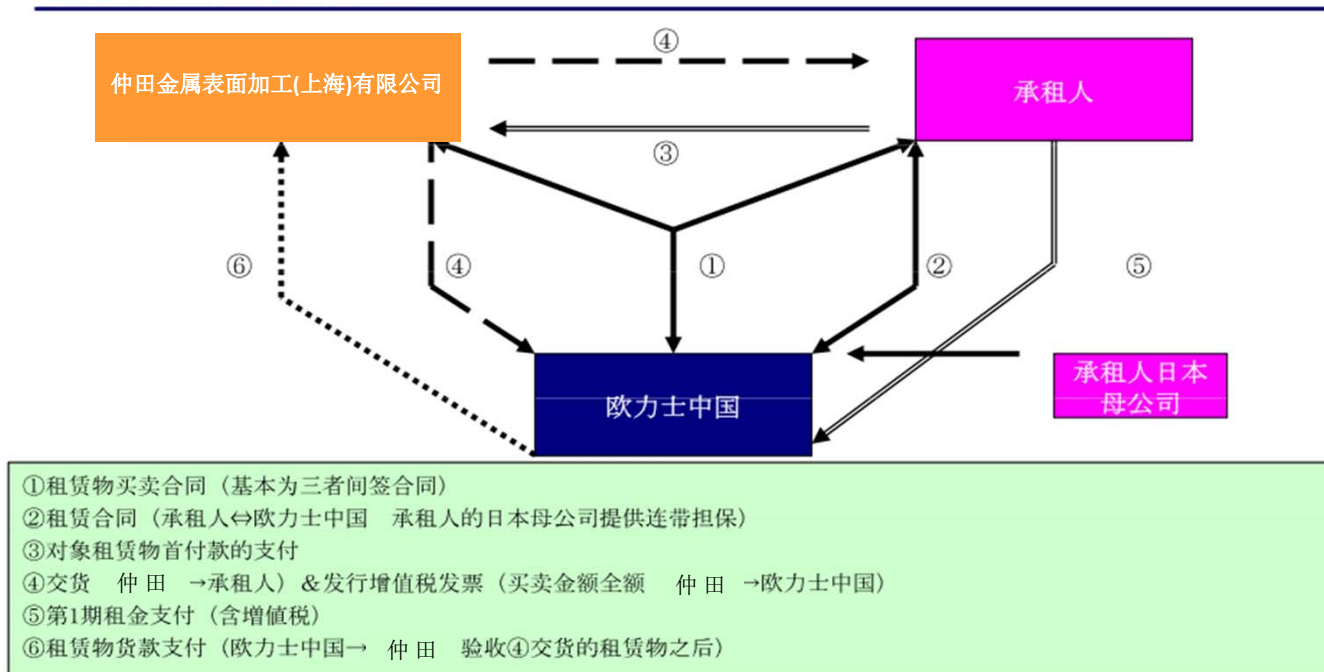 ④
仲田金属表面加工(上海)有限公司
承租人
③
⑥
④
①
②
⑤
欧力士中国
承租人日本
母公司
①租赁物买卖合同（基本为三者间签合同）
②租赁合同（承租人⇔欧力士中国 承租人的日本母公司提供连带担保）
③对象租赁物首付款的支付
④交货 仲田 →承租人）＆发行增值税发票（买卖金额全额 仲田 →欧力士中国）
⑤第1期租金支付（含增值税）
⑥租赁物货款支付（欧力士中国→ 仲田 验收④交货的租赁物之后）